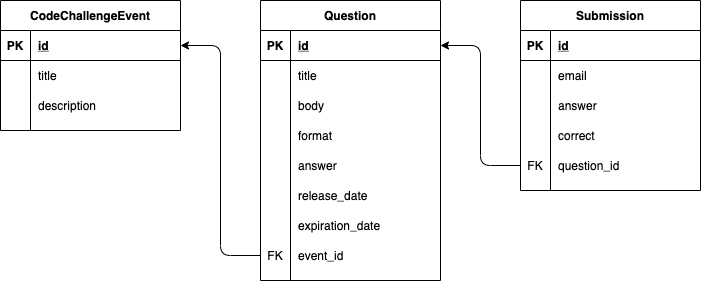 CodeChallengeEvent
PK id
title
description
Question
PK id
title
body
format
answer
release_date
expiration_date
FK event_id
Submission
PK id
email
answer
correct
FK question_id